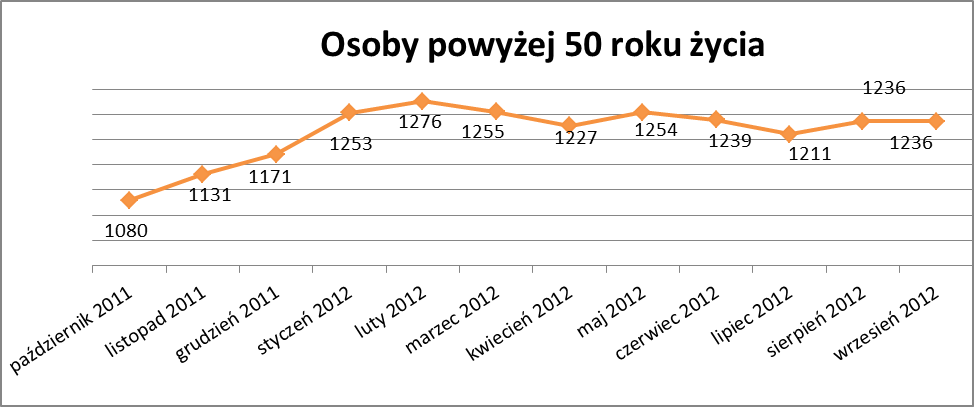 Osoby powyżej 50 roku życia
1080
1131
1171
1253
1276
1255
1227
1254
1239
1211
1236
1236
październik 2011
listopad 2011
grudzień 2011
styczeń 2012
luty 2012
marzec 2012
kwiecień 2012
maj 2012
czerwiec 2012
lipiec 2012
sierpień 2012
wrzesień 2012